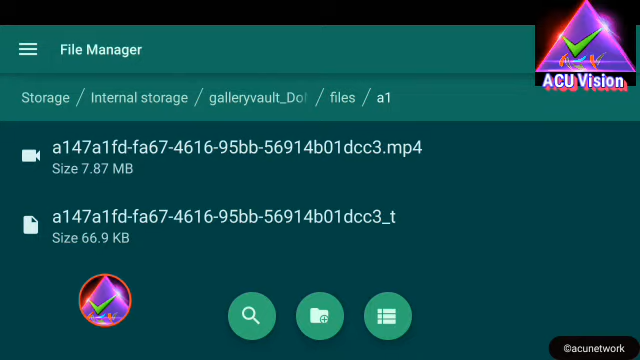 File Manager
ACU Vision
Storage / Internal storage / galleryvault_Do / files / a1
a147a1fd-fa67-4616-95bb-56914b01dcc3.mp4
Size 7.87 MB
a147a1fd-fa67-4616-95bb-56914b01dcc3_t
Size 66.9 KB
©acunetwork